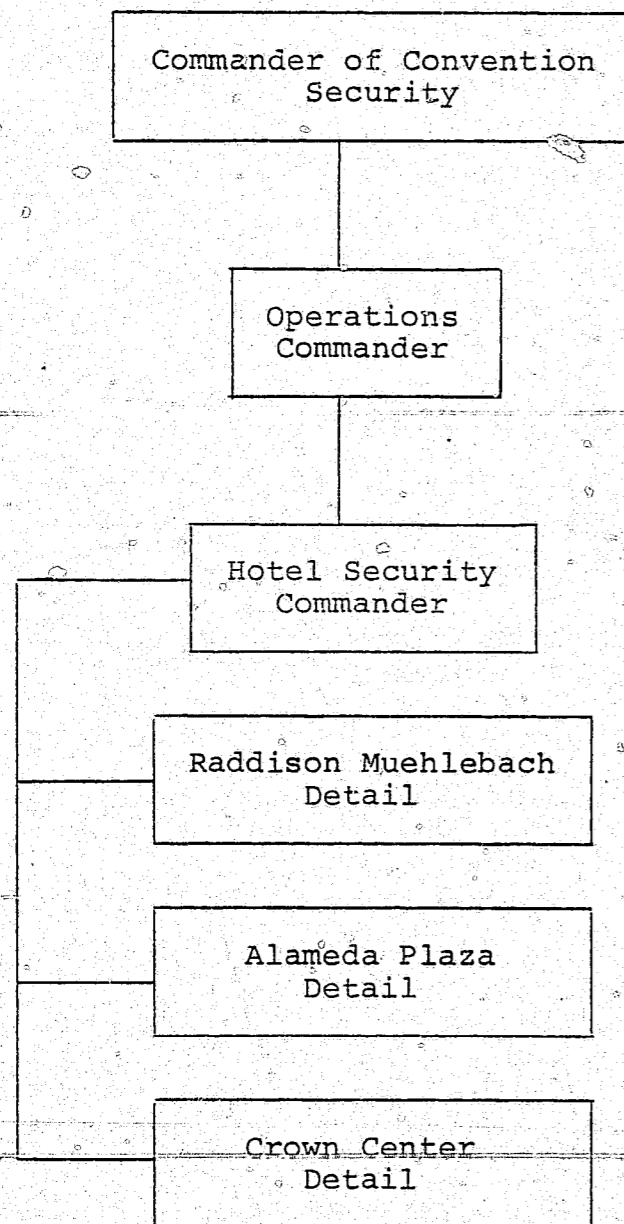 Commander of Convention
Security
Operations
Commander
Hotel Security
Commander
Raddison Muehlebach
Detail
Alameda Plaza
Detail
Crown Center
Detail